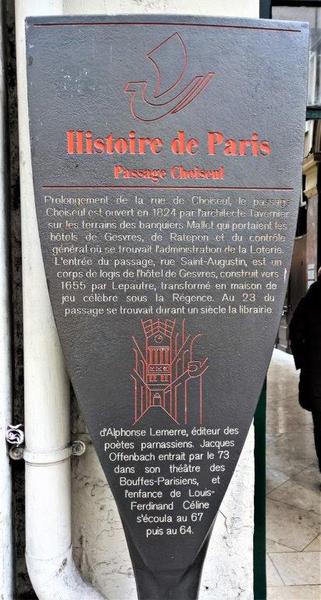 Histoire de Paris
Passage Choiseul
Prolongement de la rue de Choiseul, le passage
Choiseul est ouvert en 1824 par l'architecte Tavernier
sur les terrains des banquiers Mallet qui portaient les
hôtels de Gesvres, de Ratepon et du contrôle
général où se trouvait l'administration de la Loterie.
L'entrée du passage, rue Saint-Augustin, est un
corps de logis de l'hôtel de Gesvres, construit vers
1655 par Lepautre, transformé en maison de
jeu célèbre sous la Régence. Au 23 du
passage se trouvait durant un siècle la librairie
d'Alphonse Lemerre, éditeur des
poètes parnassiens. Jacques
Offenbach entrait par le 73
dans son théâtre des
Bouffes-Parisiens, et
l'enfance de Louis-
Ferdinand Céline
s'écoula au 67
puis au 64.